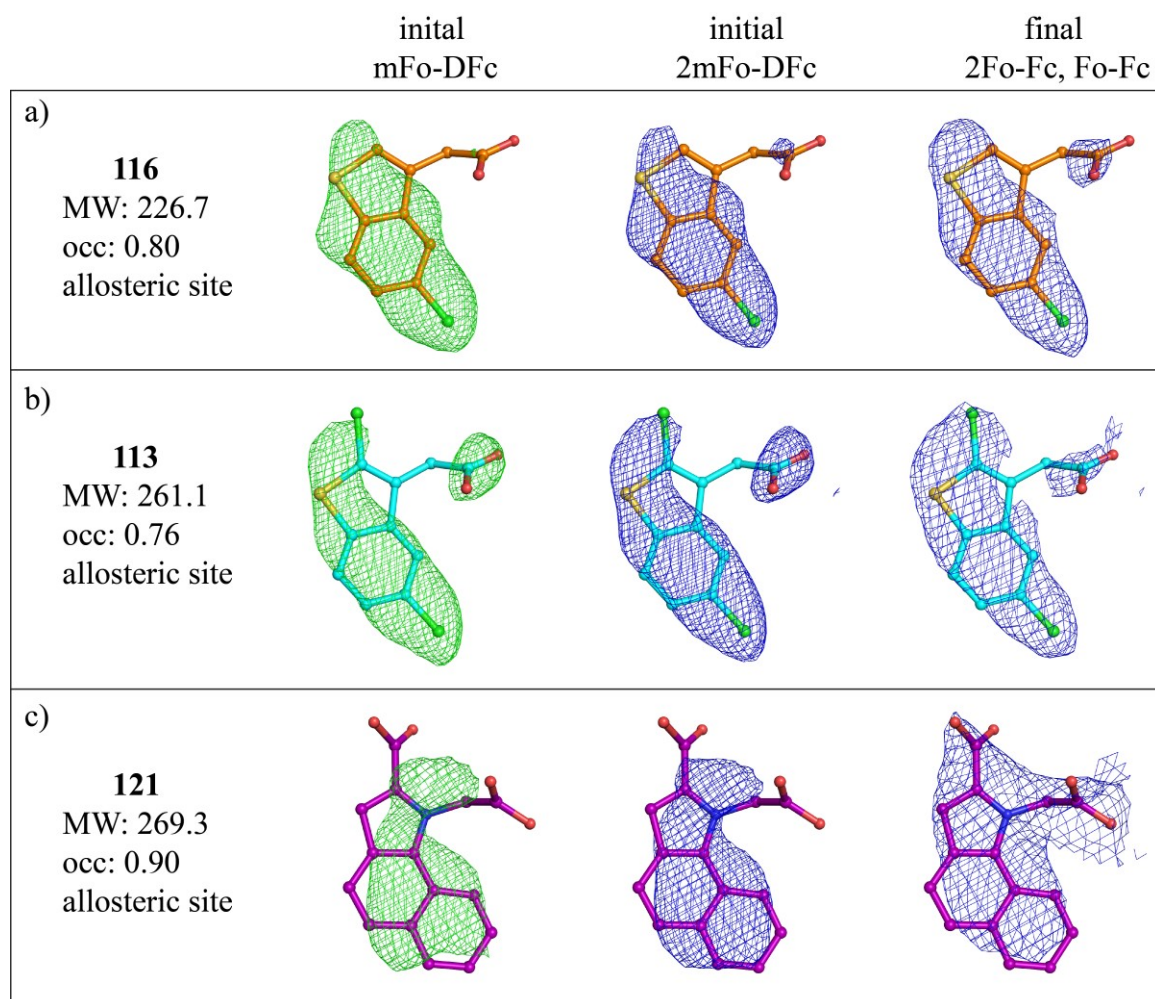 inital
mFo-DFc
initial
2mFo-DFc
final
2Fo-Fc, Fo-Fc
a)
116
MW: 226.7
occ: 0.80
allosteric site
b)
113
MW: 261.1
occ: 0.76
allosteric site
c)
121
MW: 269.3
occ: 0.90
allosteric site